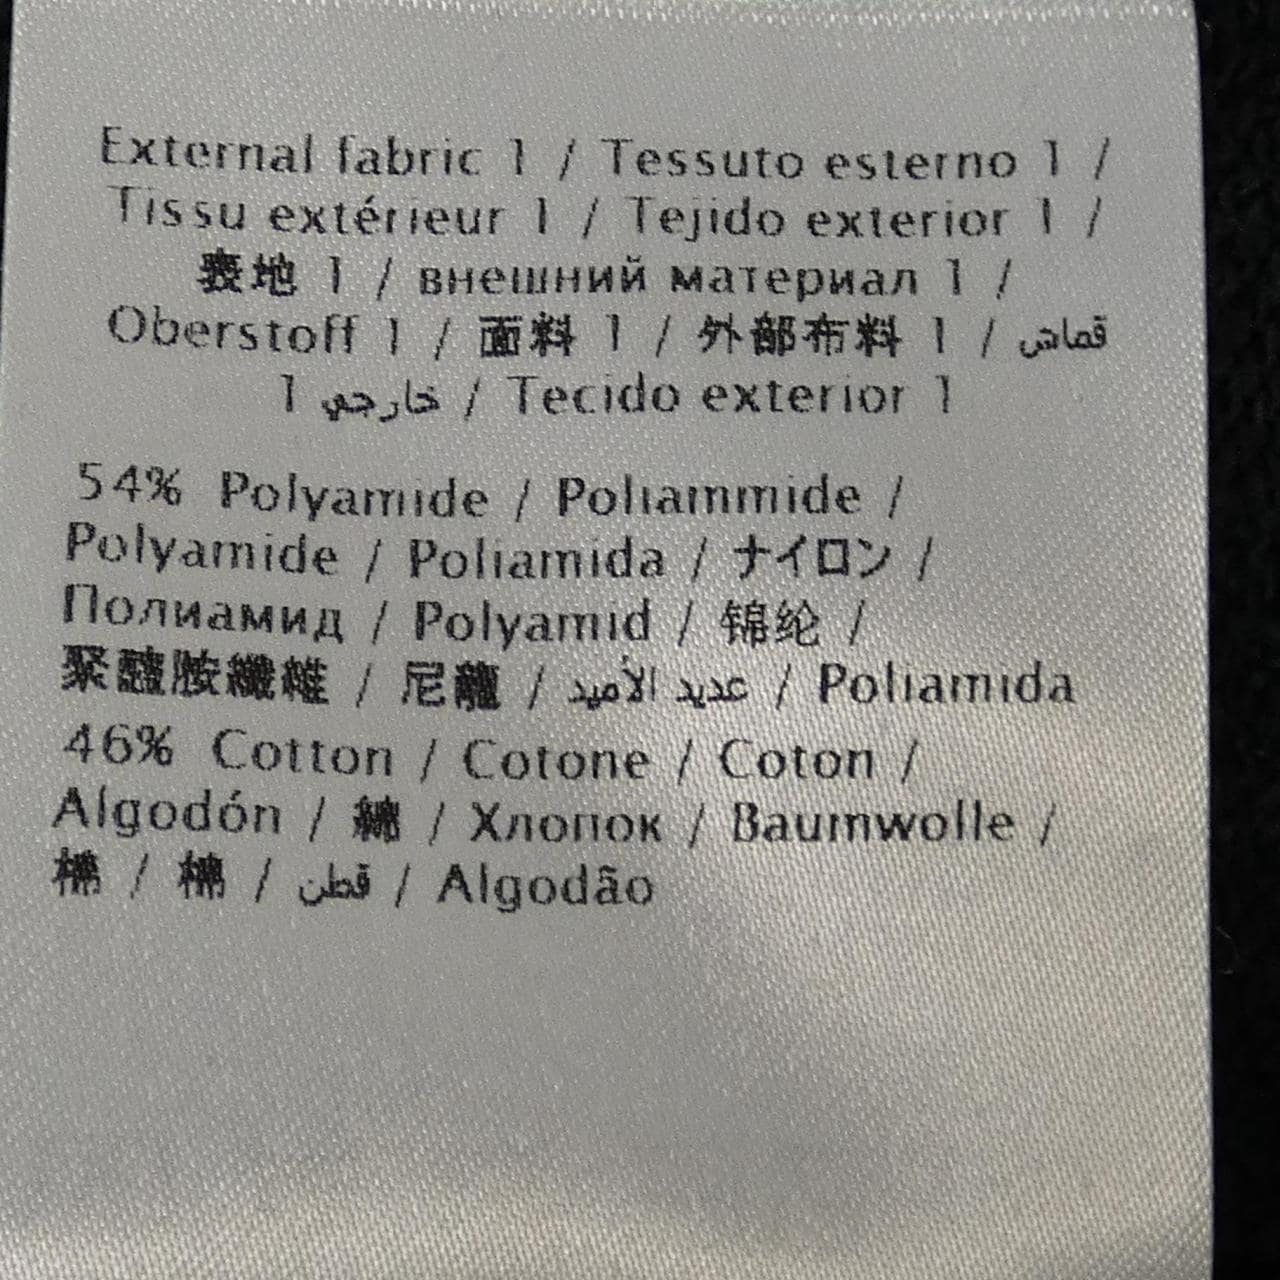 External fabric 1 / Tessuto esterno 1 /
Tissu extérieur 1 / Tejido exterior 1 /
表地 1 / внешний материал 1 /
Oberstoff 1 / 面料 1 / 外部布料 1 / قماش
خارجي 1 / Tecido exterior 1
54% Polyamide / Poliammide /
Polyamide / Poliamida / ナイロン /
Полиамид / Polyamid / 锦纶 /
聚醯胺纖維 / 尼龍 / عديد الأميد / Poliamida
46% Cotton / Cotone / Coton /
Algodón / 綿 / Хлопок / Baumwolle /
棉 / 棉 / قطن / Algodão